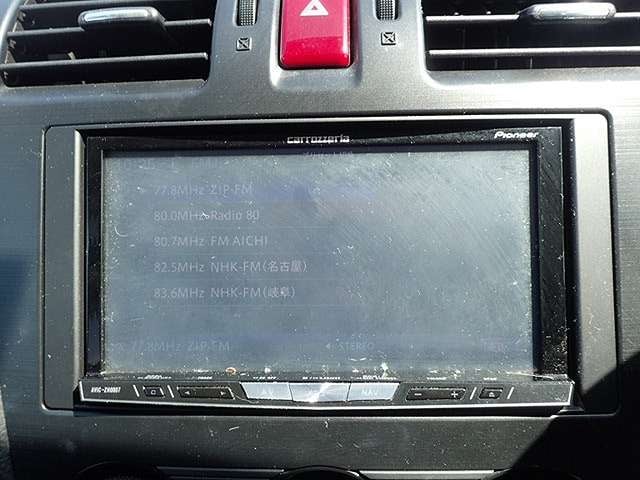 carrozzeria Pioneer
77.8MHz ZIP-FM
80.0MHz Radio 80
80.7MHz FM AICHI
82.5MHz NHK-FM(名古屋)
83.6MHz NHK-FM(岐阜)
77.8MHz ZIP-FM STEREO
AV NAVI